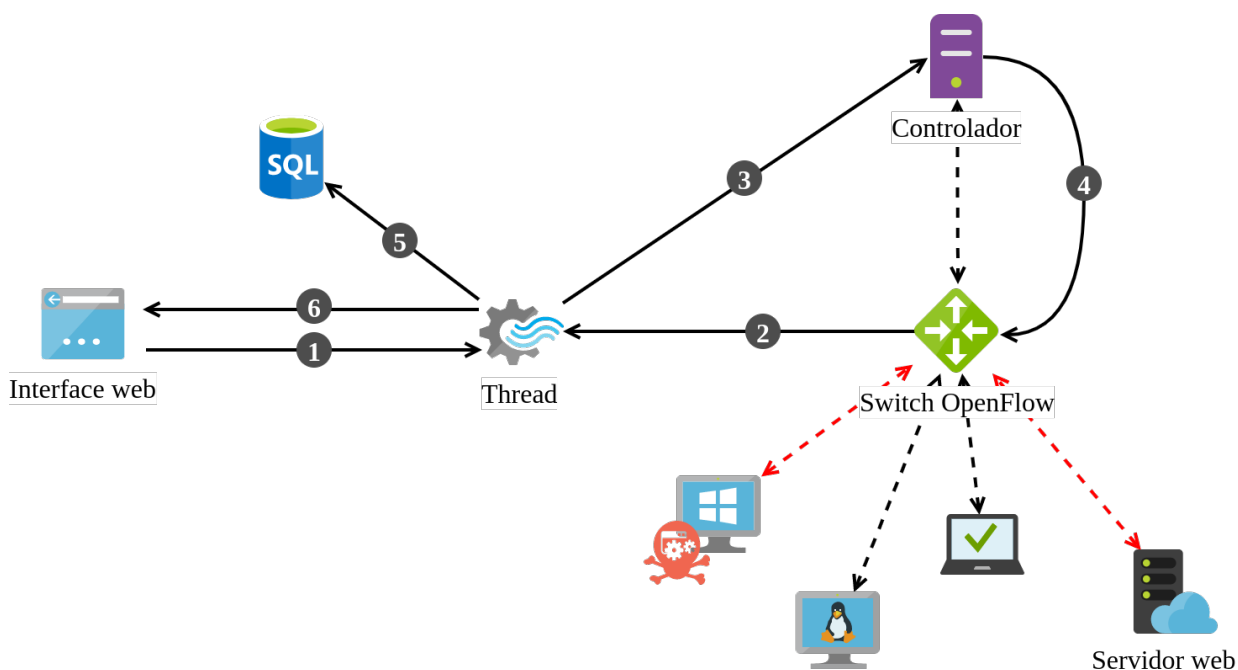 Controlador
3
4
SQL
5
6
2
1
Interface web
Thread
Switch OpenFlow
Servidor web